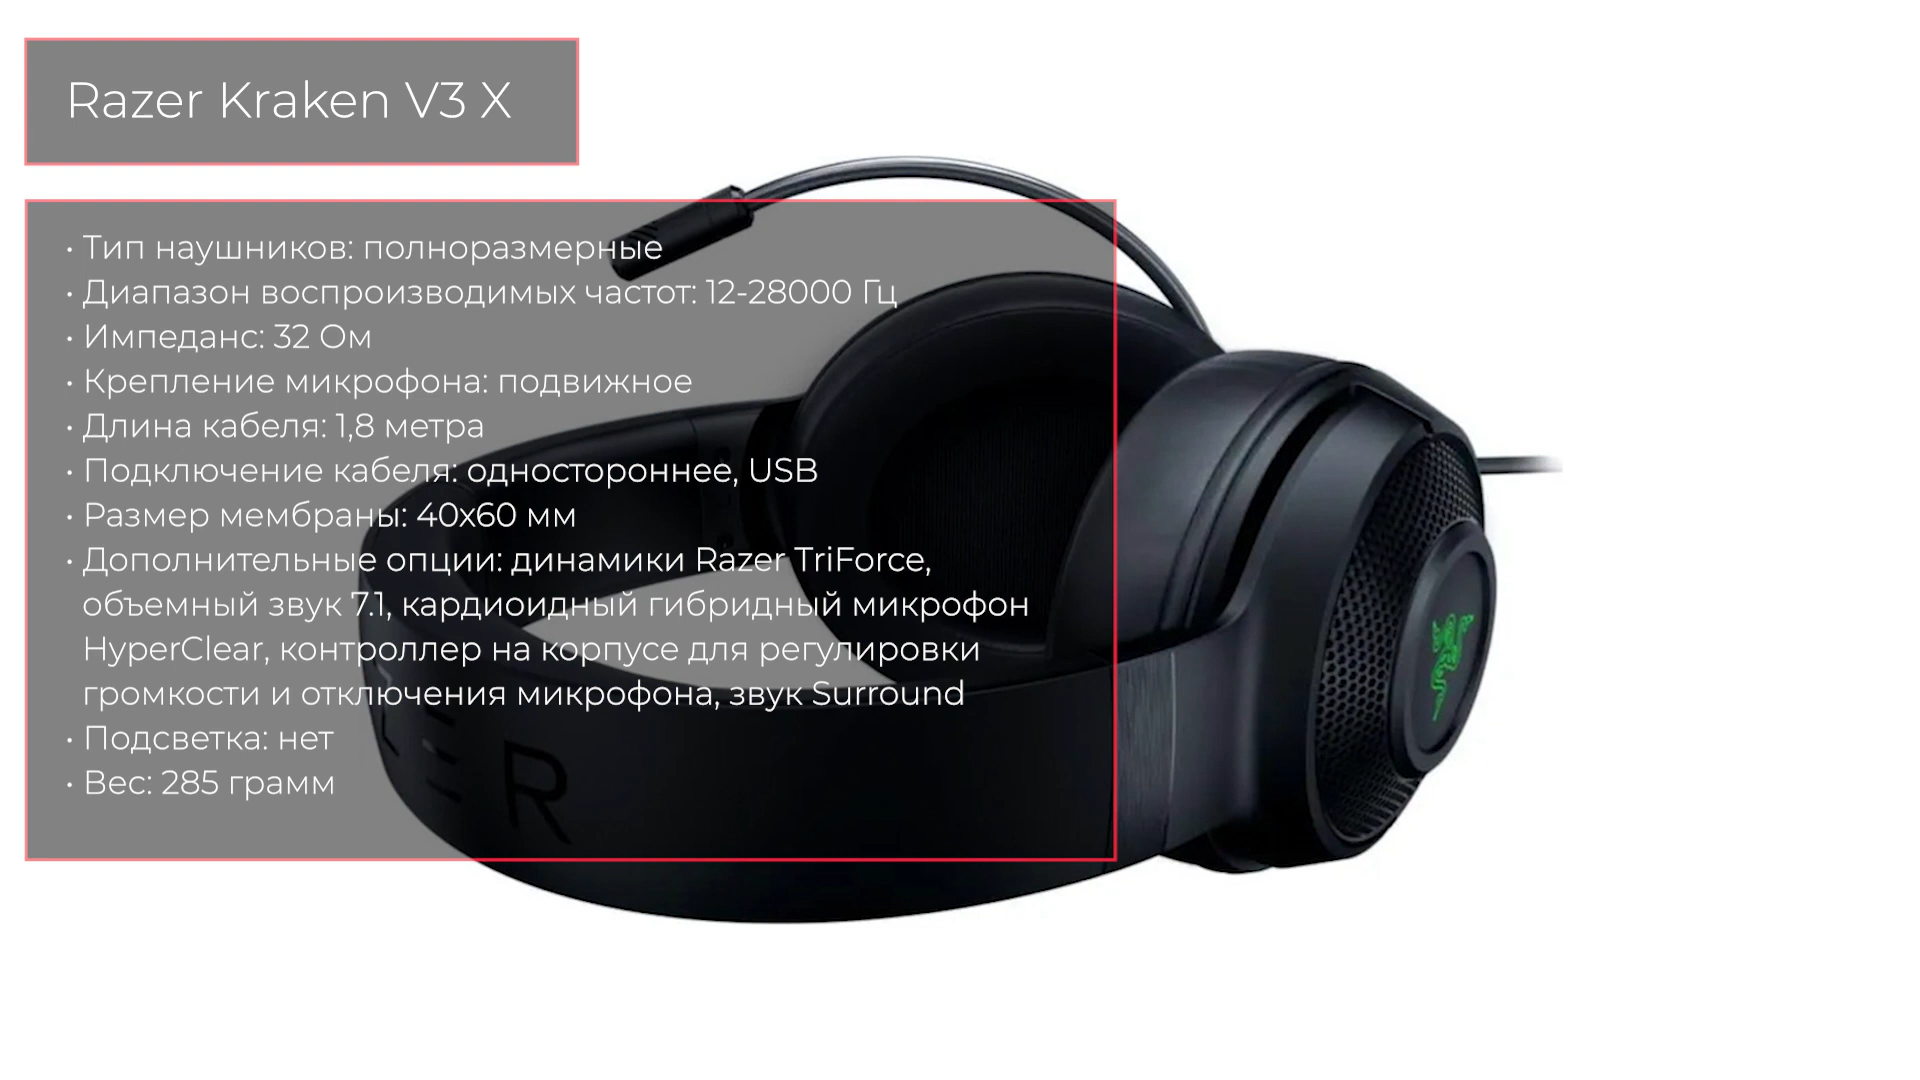 Razer Kraken V3 X
• Тип наушников: полноразмерные
• Диапазон воспроизводимых частот: 12-28000 Гц
• Импеданс: 32 Ом
• Крепление микрофона: подвижное
• Длина кабеля: 1,8 метра
• Подключение кабеля: одностороннее, USB
• Размер мембраны: 40x60 мм
• Дополнительные опции: динамики Razer TriForce,
объемный звук 7.1, кардиоидный гибридный микрофон
HyperClear, контроллер на корпусе для регулировки
громкости и отключения микрофона, звук Surround
• Подсветка: нет
• Вес: 285 грамм